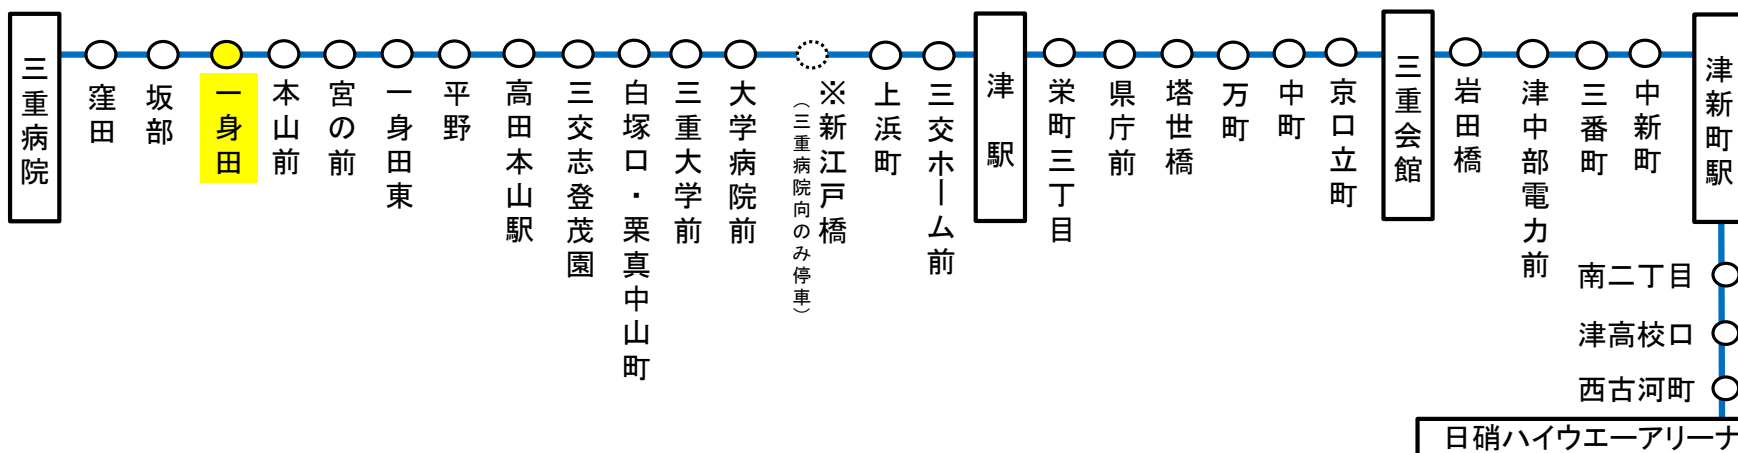 三重病院
窪田
坂部
一身田
本山前
宮の前
一身田東
平野
高田本山駅
三交志登茂園
白塚口・栗真中山町
三重大学前
大学病院前
※新江戸橋
（三重病院向のみ停車）
上浜町
三交ホーム前
津駅
栄町三丁目
県庁前
塔世橋
万町
中町
京口立町
三重会館
岩田橋
津中部電力前
三番町
中新町
津新町駅
南二丁目
津高校口
西古河町
日硝ハイウエーアリーナ